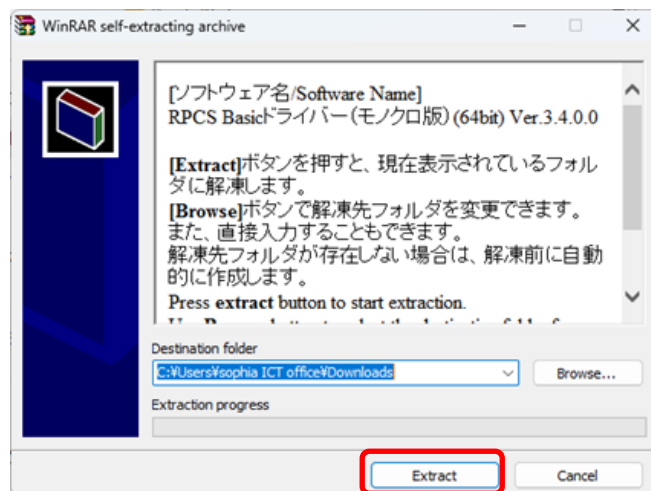 WinRAR self-extracting archive
[ソフトウェア名/Software Name]
RPCS Basicドライバー(モノクロ版) (64bit) Ver.3.4.0.0
[Extract]ボタンを押すと、現在表示されているフォル
ダに解凍します。
[Browse]ボタンで解凍先フォルダを変更できます。
また、直接入力することもできます。
解凍先フォルダが存在しない場合は、解凍前に自動
的に作成します。
Press extract button to start extraction.
Destination folder
C:¥Users¥sophia ICT office¥Downloads
Browse...
Extraction progress
Extract
Cancel